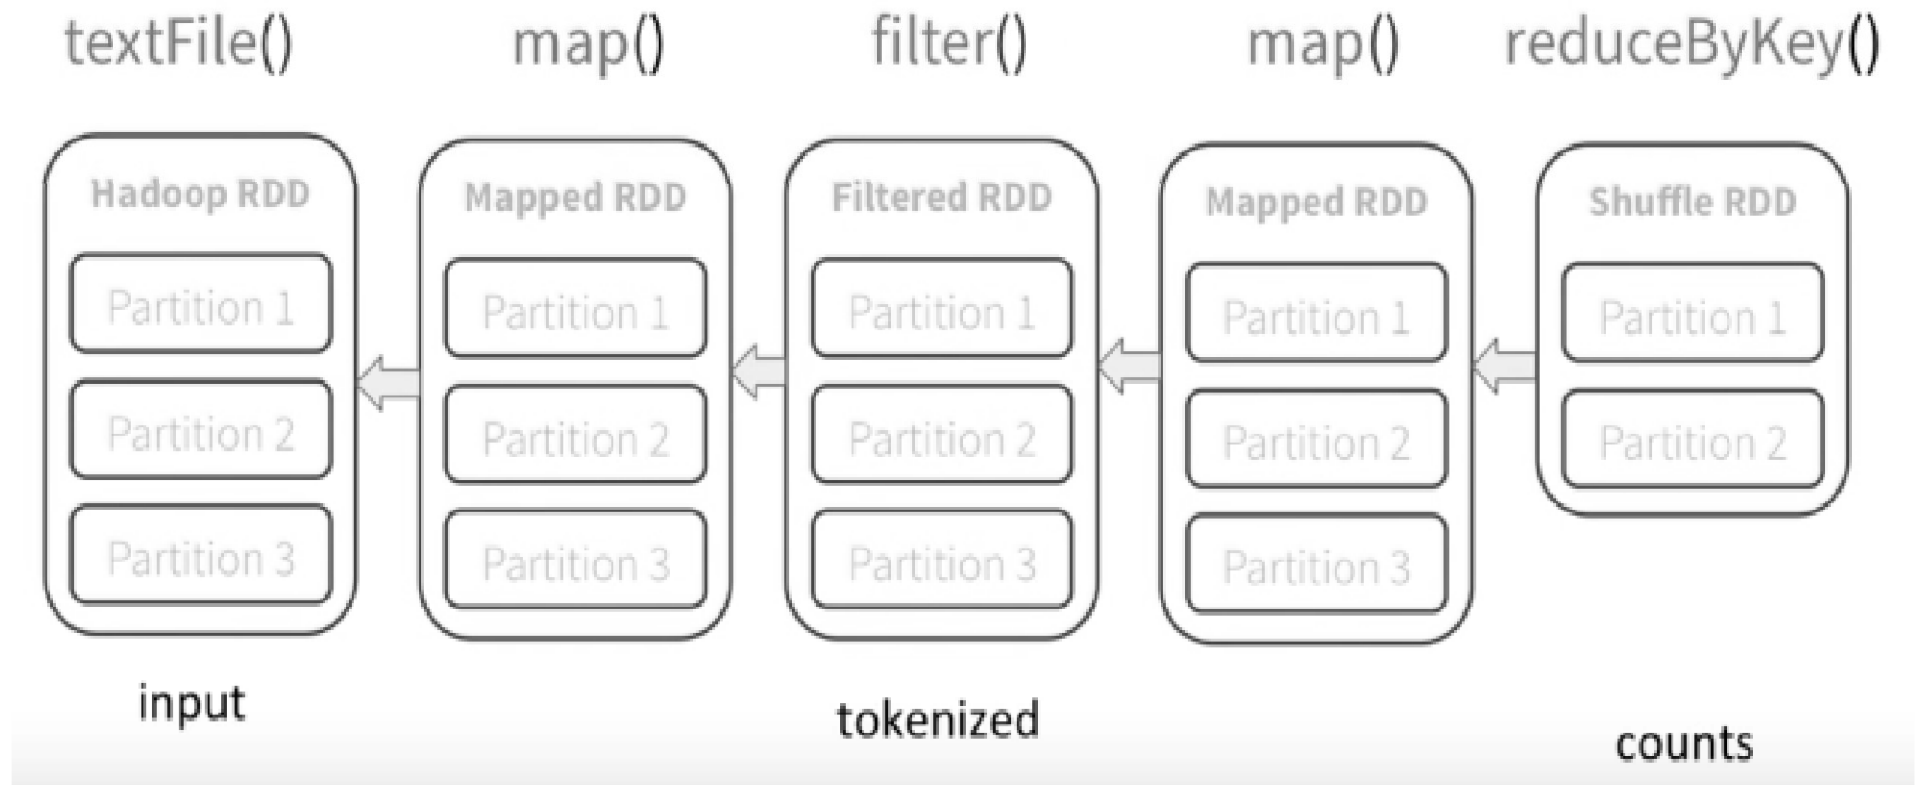 textFile()
map()
filter()
map()
reduceByKey()
Hadoop RDD
Partition 1
Partition 2
Partition 3
Mapped RDD
Partition 1
Partition 2
Partition 3
Filtered RDD
Partition 1
Partition 2
Partition 3
Mapped RDD
Partition 1
Partition 2
Partition 3
Shuffle RDD
Partition 1
Partition 2
input
tokenized
counts